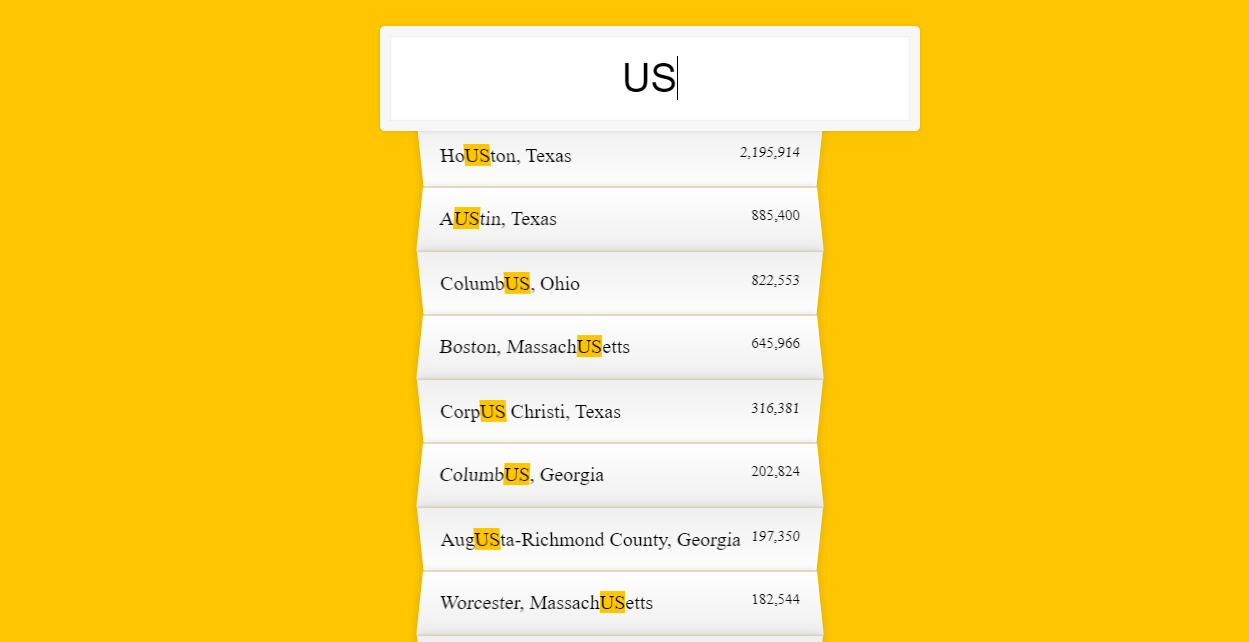 US
HoUSton, Texas 2,195,914
AUStin, Texas 885,400
ColumbUS, Ohio 822,553
Boston, MassachUSetts 645,966
CorpUS Christi, Texas 316,381
ColumbUS, Georgia 202,824
AugUSta-Richmond County, Georgia 197,350
Worcester, MassachUSetts 182,544